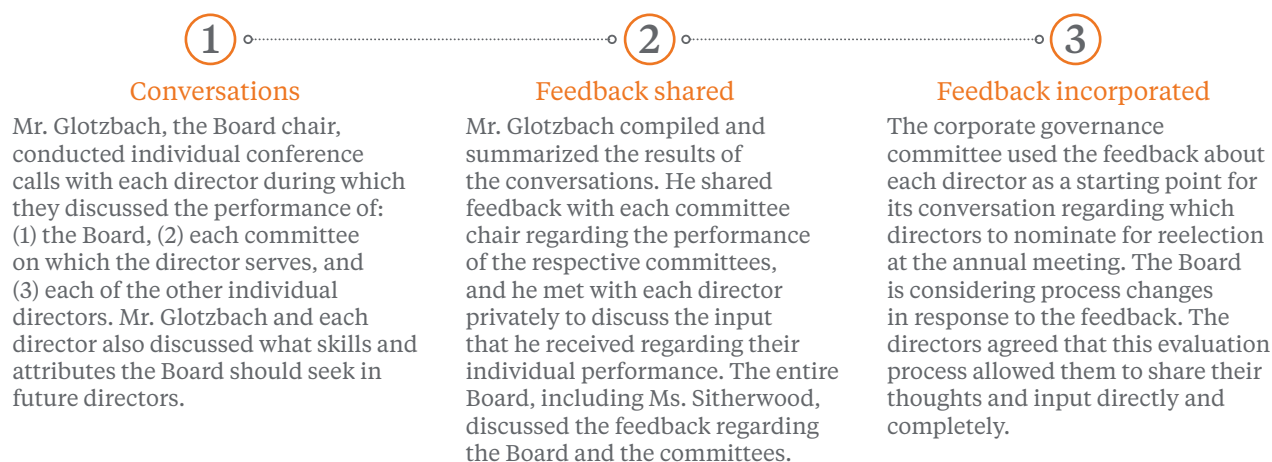 1
2
3
Conversations
Mr. Glotzbach, the Board chair,
conducted individual conference
calls with each director during which
they discussed the performance of:
(1) the Board, (2) each committee
on which the director serves, and
(3) each of the other individual
directors. Mr. Glotzbach and each
director also discussed what skills and
attributes the Board should seek in
future directors.
Feedback shared
Mr. Glotzbach compiled and
summarized the results of
the conversations. He shared
feedback with each committee
chair regarding the performance
of the respective committees,
and he met with each director
privately to discuss the input
that he received regarding their
individual performance. The entire
Board, including Ms. Sitherwood,
discussed the feedback regarding
the Board and the committees.
Feedback incorporated
The corporate governance
committee used the feedback about
each director as a starting point for
its conversation regarding which
directors to nominate for reelection
at the annual meeting. The Board
is considering process changes
in response to the feedback. The
directors agreed that this evaluation
process allowed them to share their
thoughts and input directly and
completely.